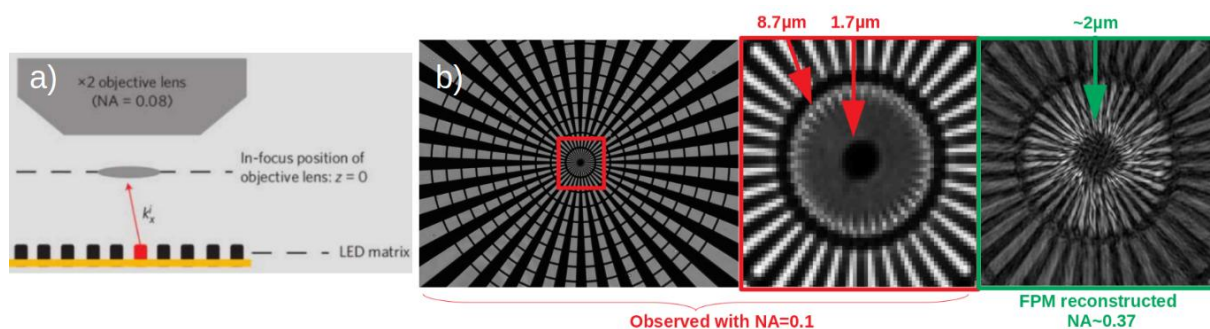 a)
×2 objective lens
(NA = 0.08)
In-focus position of
objective lens: z = 0
kⁱₓ
LED matrix
b)
8.7µm
1.7µm
~2µm
Observed with NA=0.1
FPM reconstructed
NA~0.37